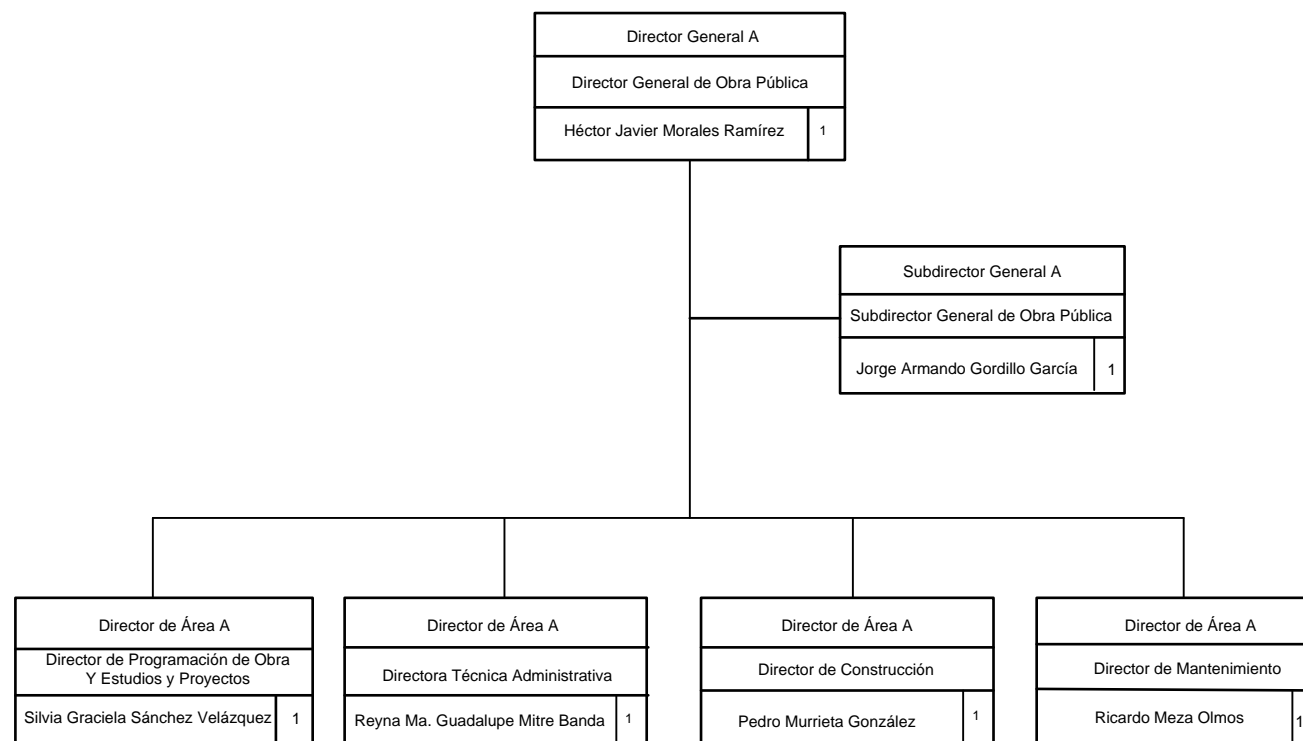 Director General A
Director General de Obra Pública
Héctor Javier Morales Ramírez 1
Subdirector General A
Subdirector General de Obra Pública
Jorge Armando Gordillo García 1
Director de Área A
Director de Programación de Obra
Y Estudios y Proyectos
Silvia Graciela Sánchez Velázquez 1
Director de Área A
Directora Técnica Administrativa
Reyna Ma. Guadalupe Mitre Banda 1
Director de Área A
Director de Construcción
Pedro Murrieta González 1
Director de Área A
Director de Mantenimiento
Ricardo Meza Olmos 1